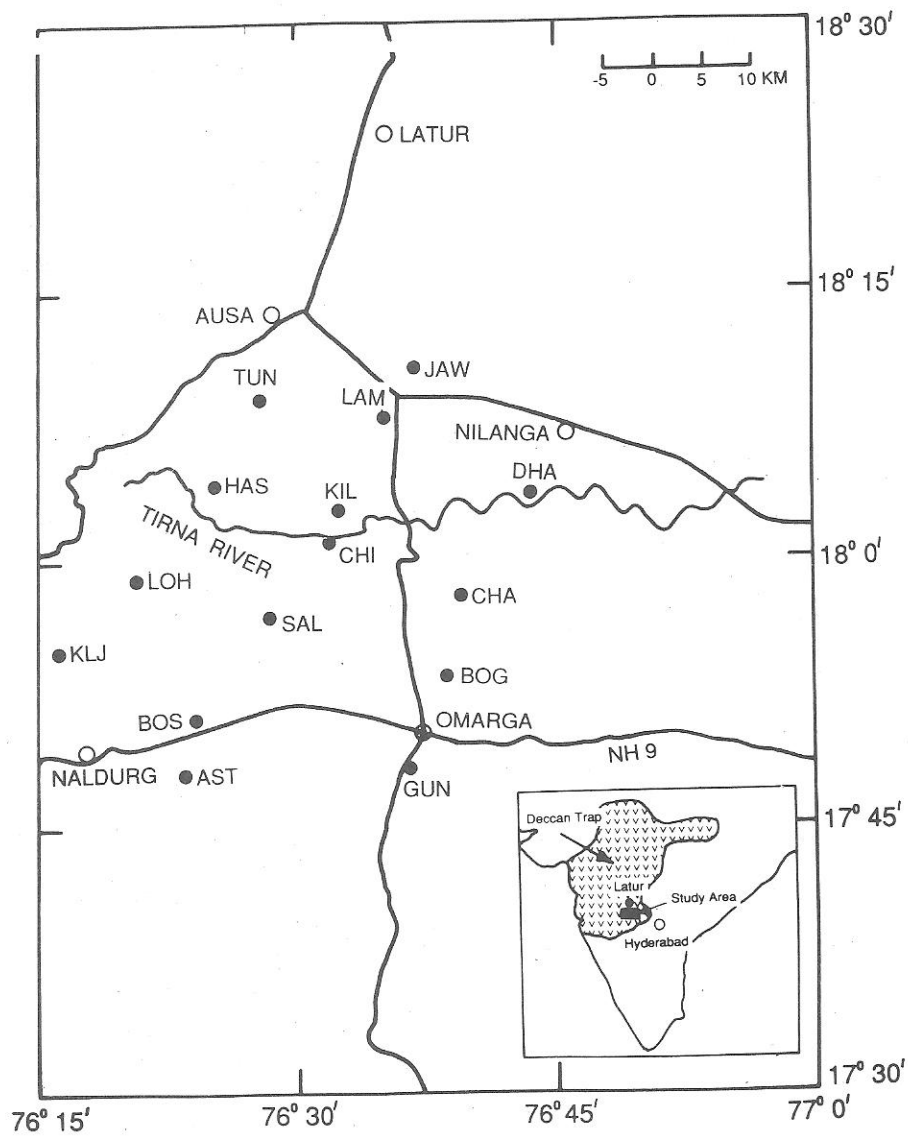 18° 30'
-5 0 5 10 KM
LATUR
18° 15'
AUSA
JAW
TUN
LAM
NILANGA
DHA
HAS
KIL
TIRNA RIVER
CHI
18° 0'
LOH
CHA
SAL
KLJ
BOG
BOS
OMARGA
NH 9
NALDURG
AST
GUN
17° 45'
Deccan Trap
Latur
Study Area
Hyderabad
17° 30'
76° 15'
76° 30'
76° 45'
77° 0'